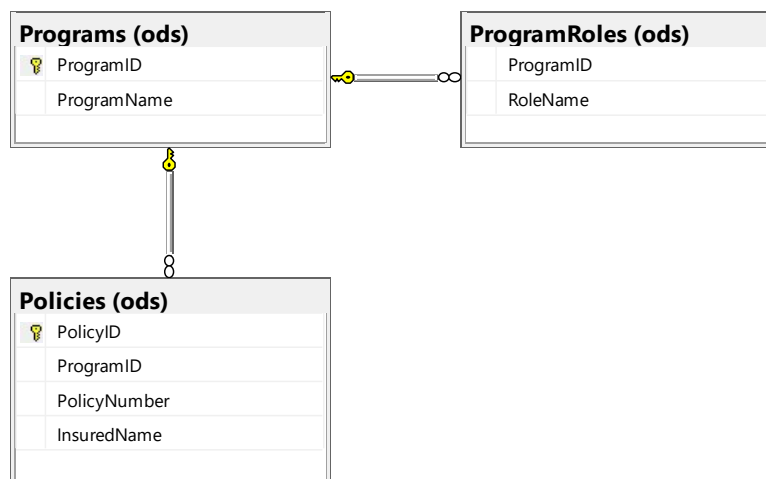 Programs (ods)
ProgramID
ProgramName
ProgramRoles (ods)
ProgramID
RoleName
Policies (ods)
PolicyID
ProgramID
PolicyNumber
InsuredName